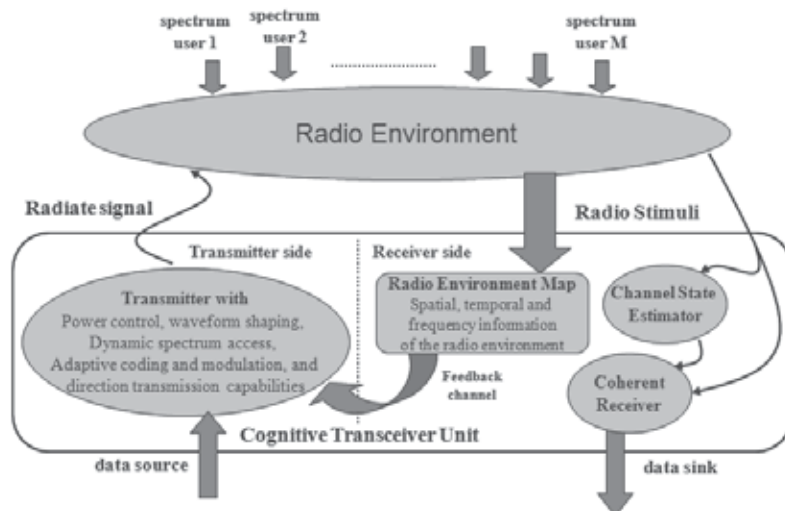 spectrum
user 1
spectrum
user 2
spectrum
user M
Radio Environment
Radiate signal
Radio Stimuli
Transmitter side
Receiver side
Transmitter with
Power control, waveform shaping,
Dynamic spectrum access,
Adaptive coding and modulation, and
direction transmission capabilities
Radio Environment Map
Spatial, temporal and
frequency information
of the radio environment
Channel State
Estimator
Feedback
channel
Coherent
Receiver
Cognitive Transceiver Unit
data source
data sink